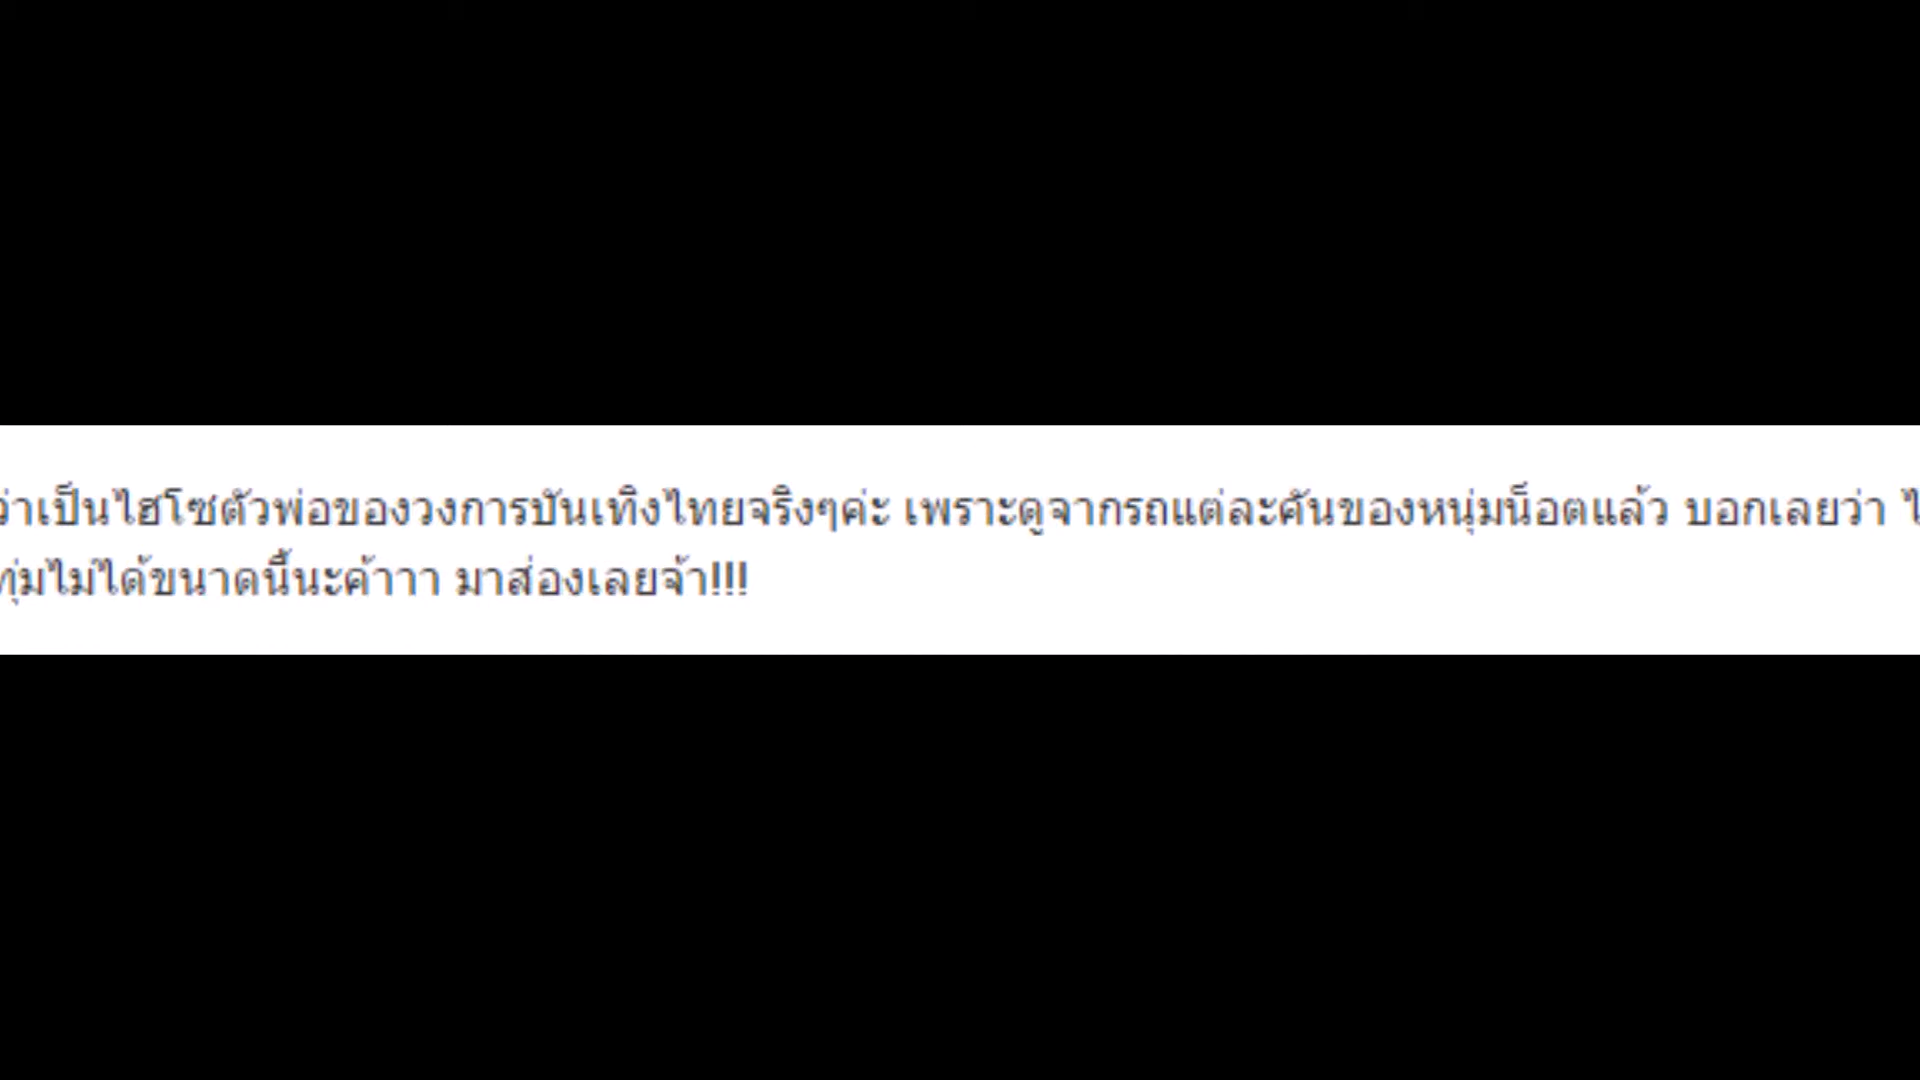 ว่าเป็นไฮโซตัวพ่อของวงการบันเทิงไทยจริงๆค่ะ เพราะดูจากรถแต่ละคันของหนุ่มน็อตแล้ว บอกเลยว่า
ทุ่มไม่ได้ขนาดนี้นะค้าาา มาส่องเลยจ้า!!!